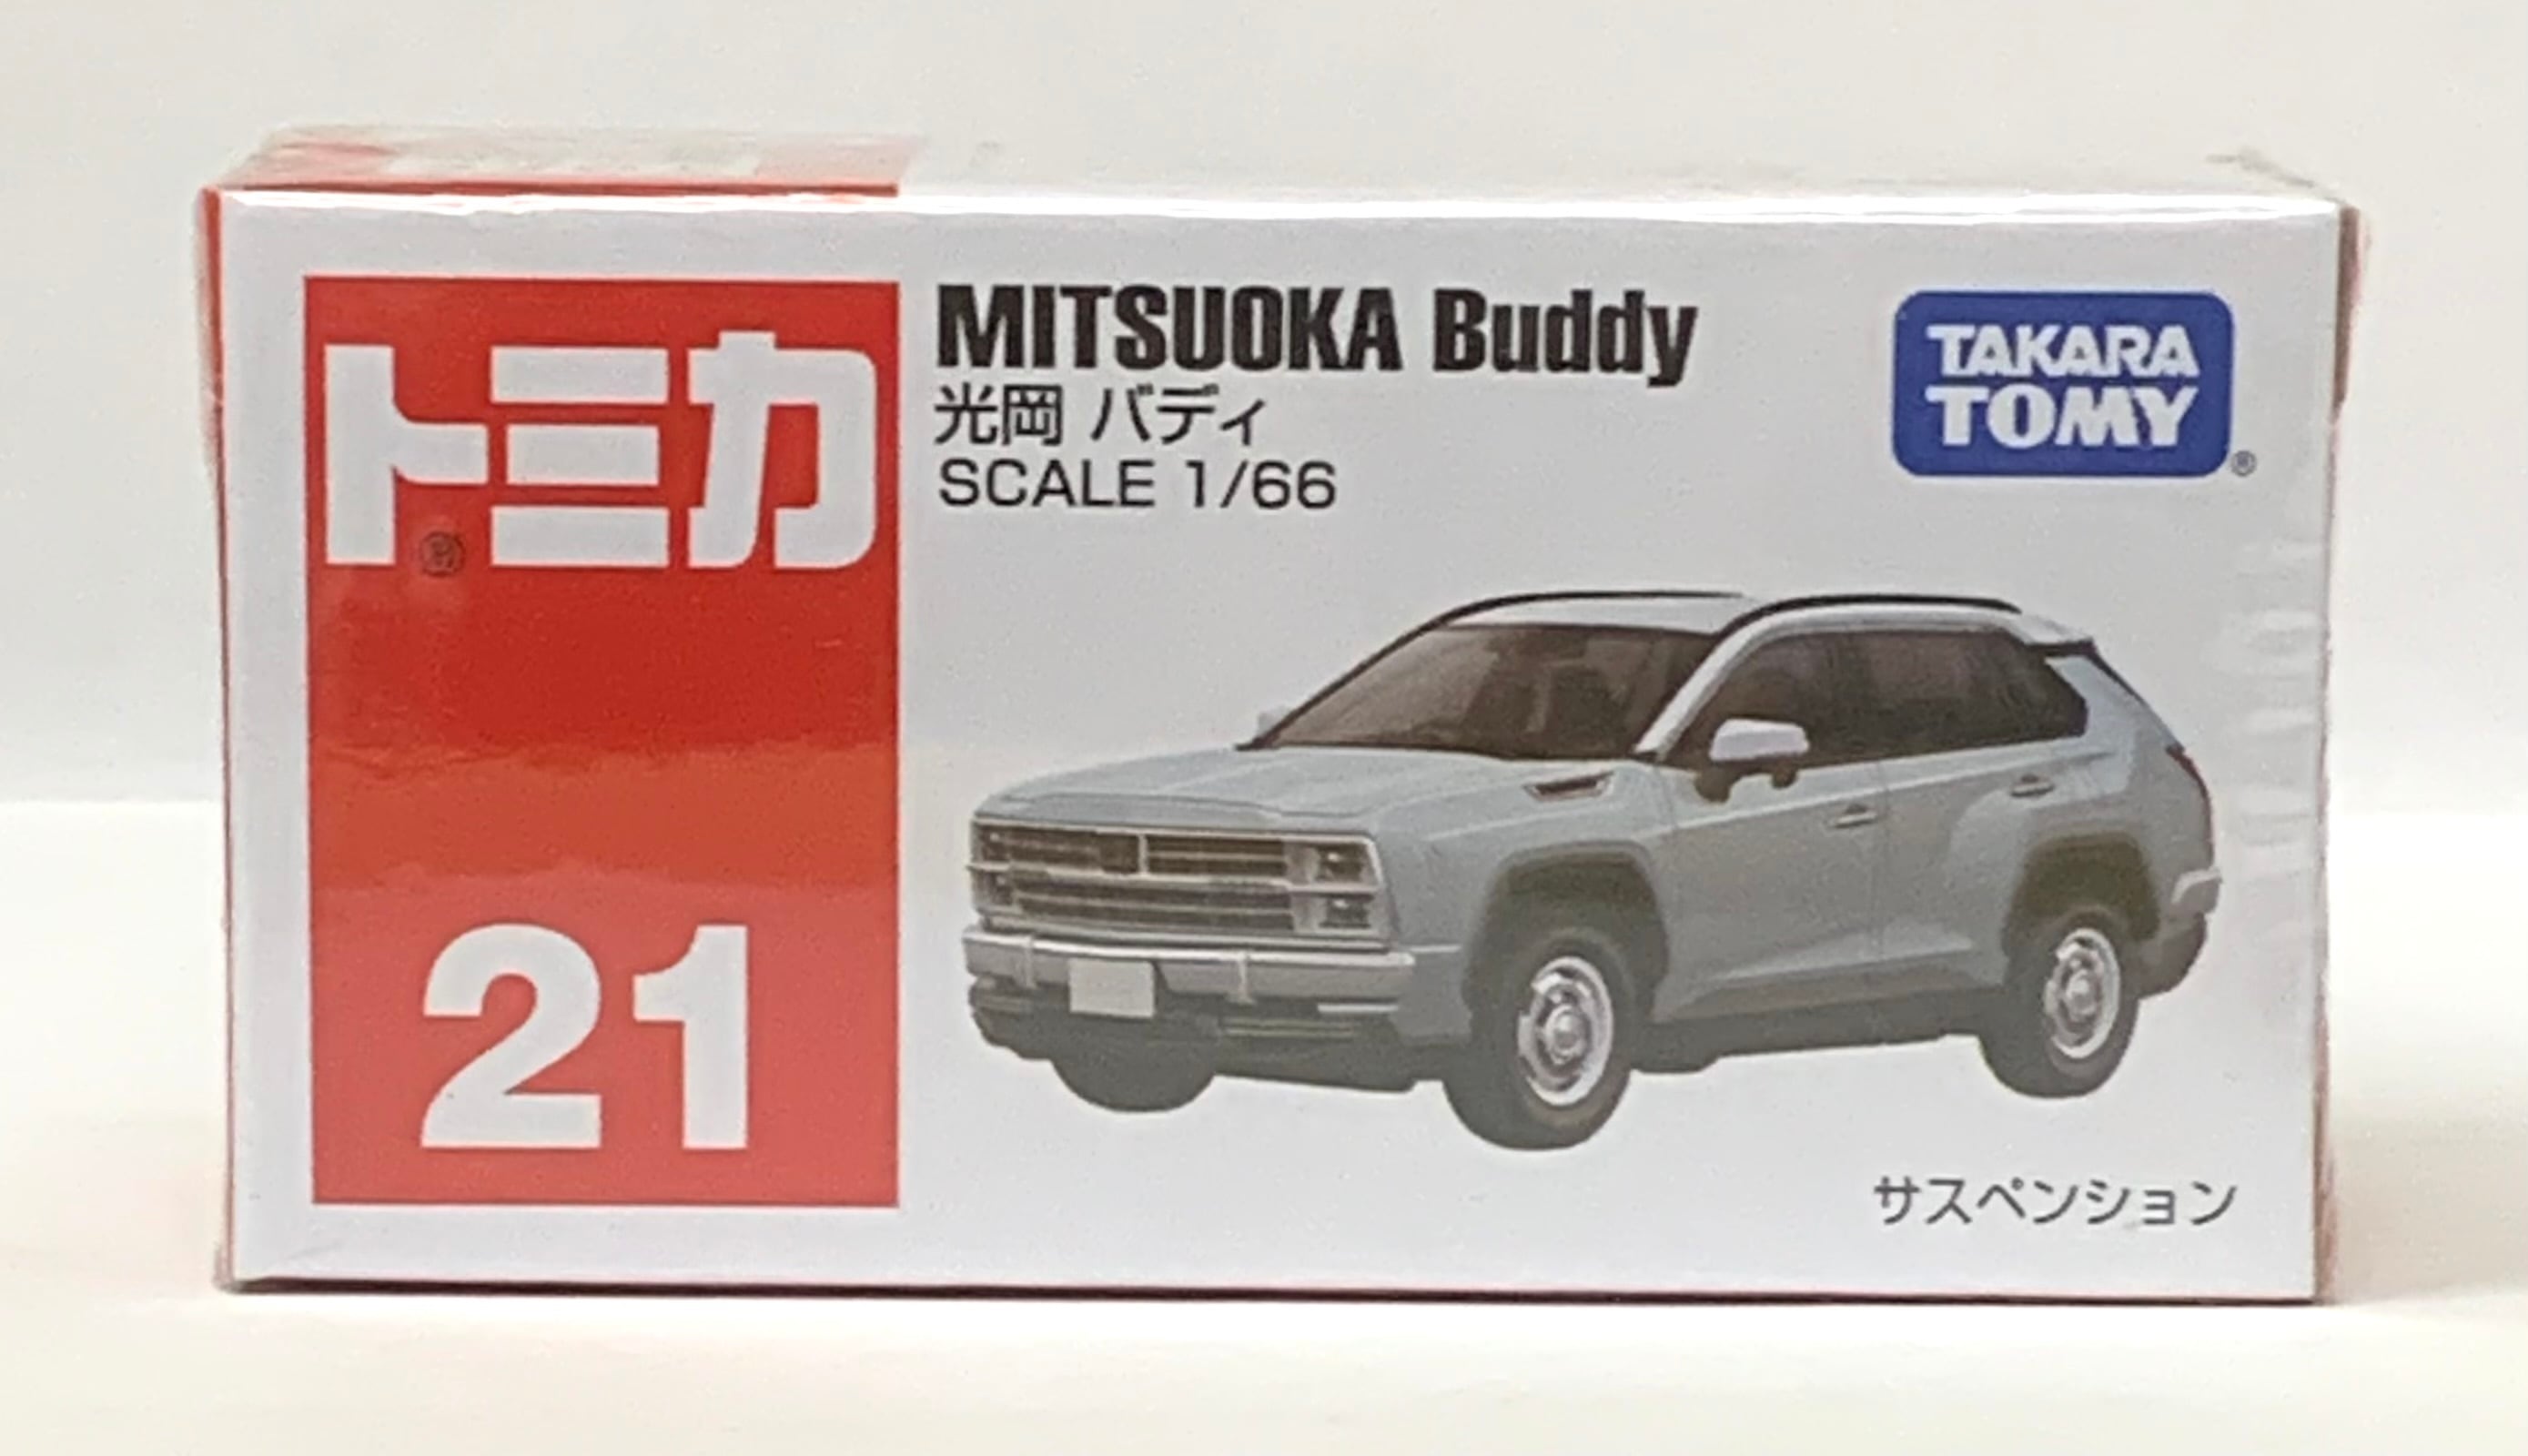 トミカ
®
21
MITSUOKA Buddy
光岡 バディ
SCALE 1/66
TAKARA
TOMY
®
サスペンション